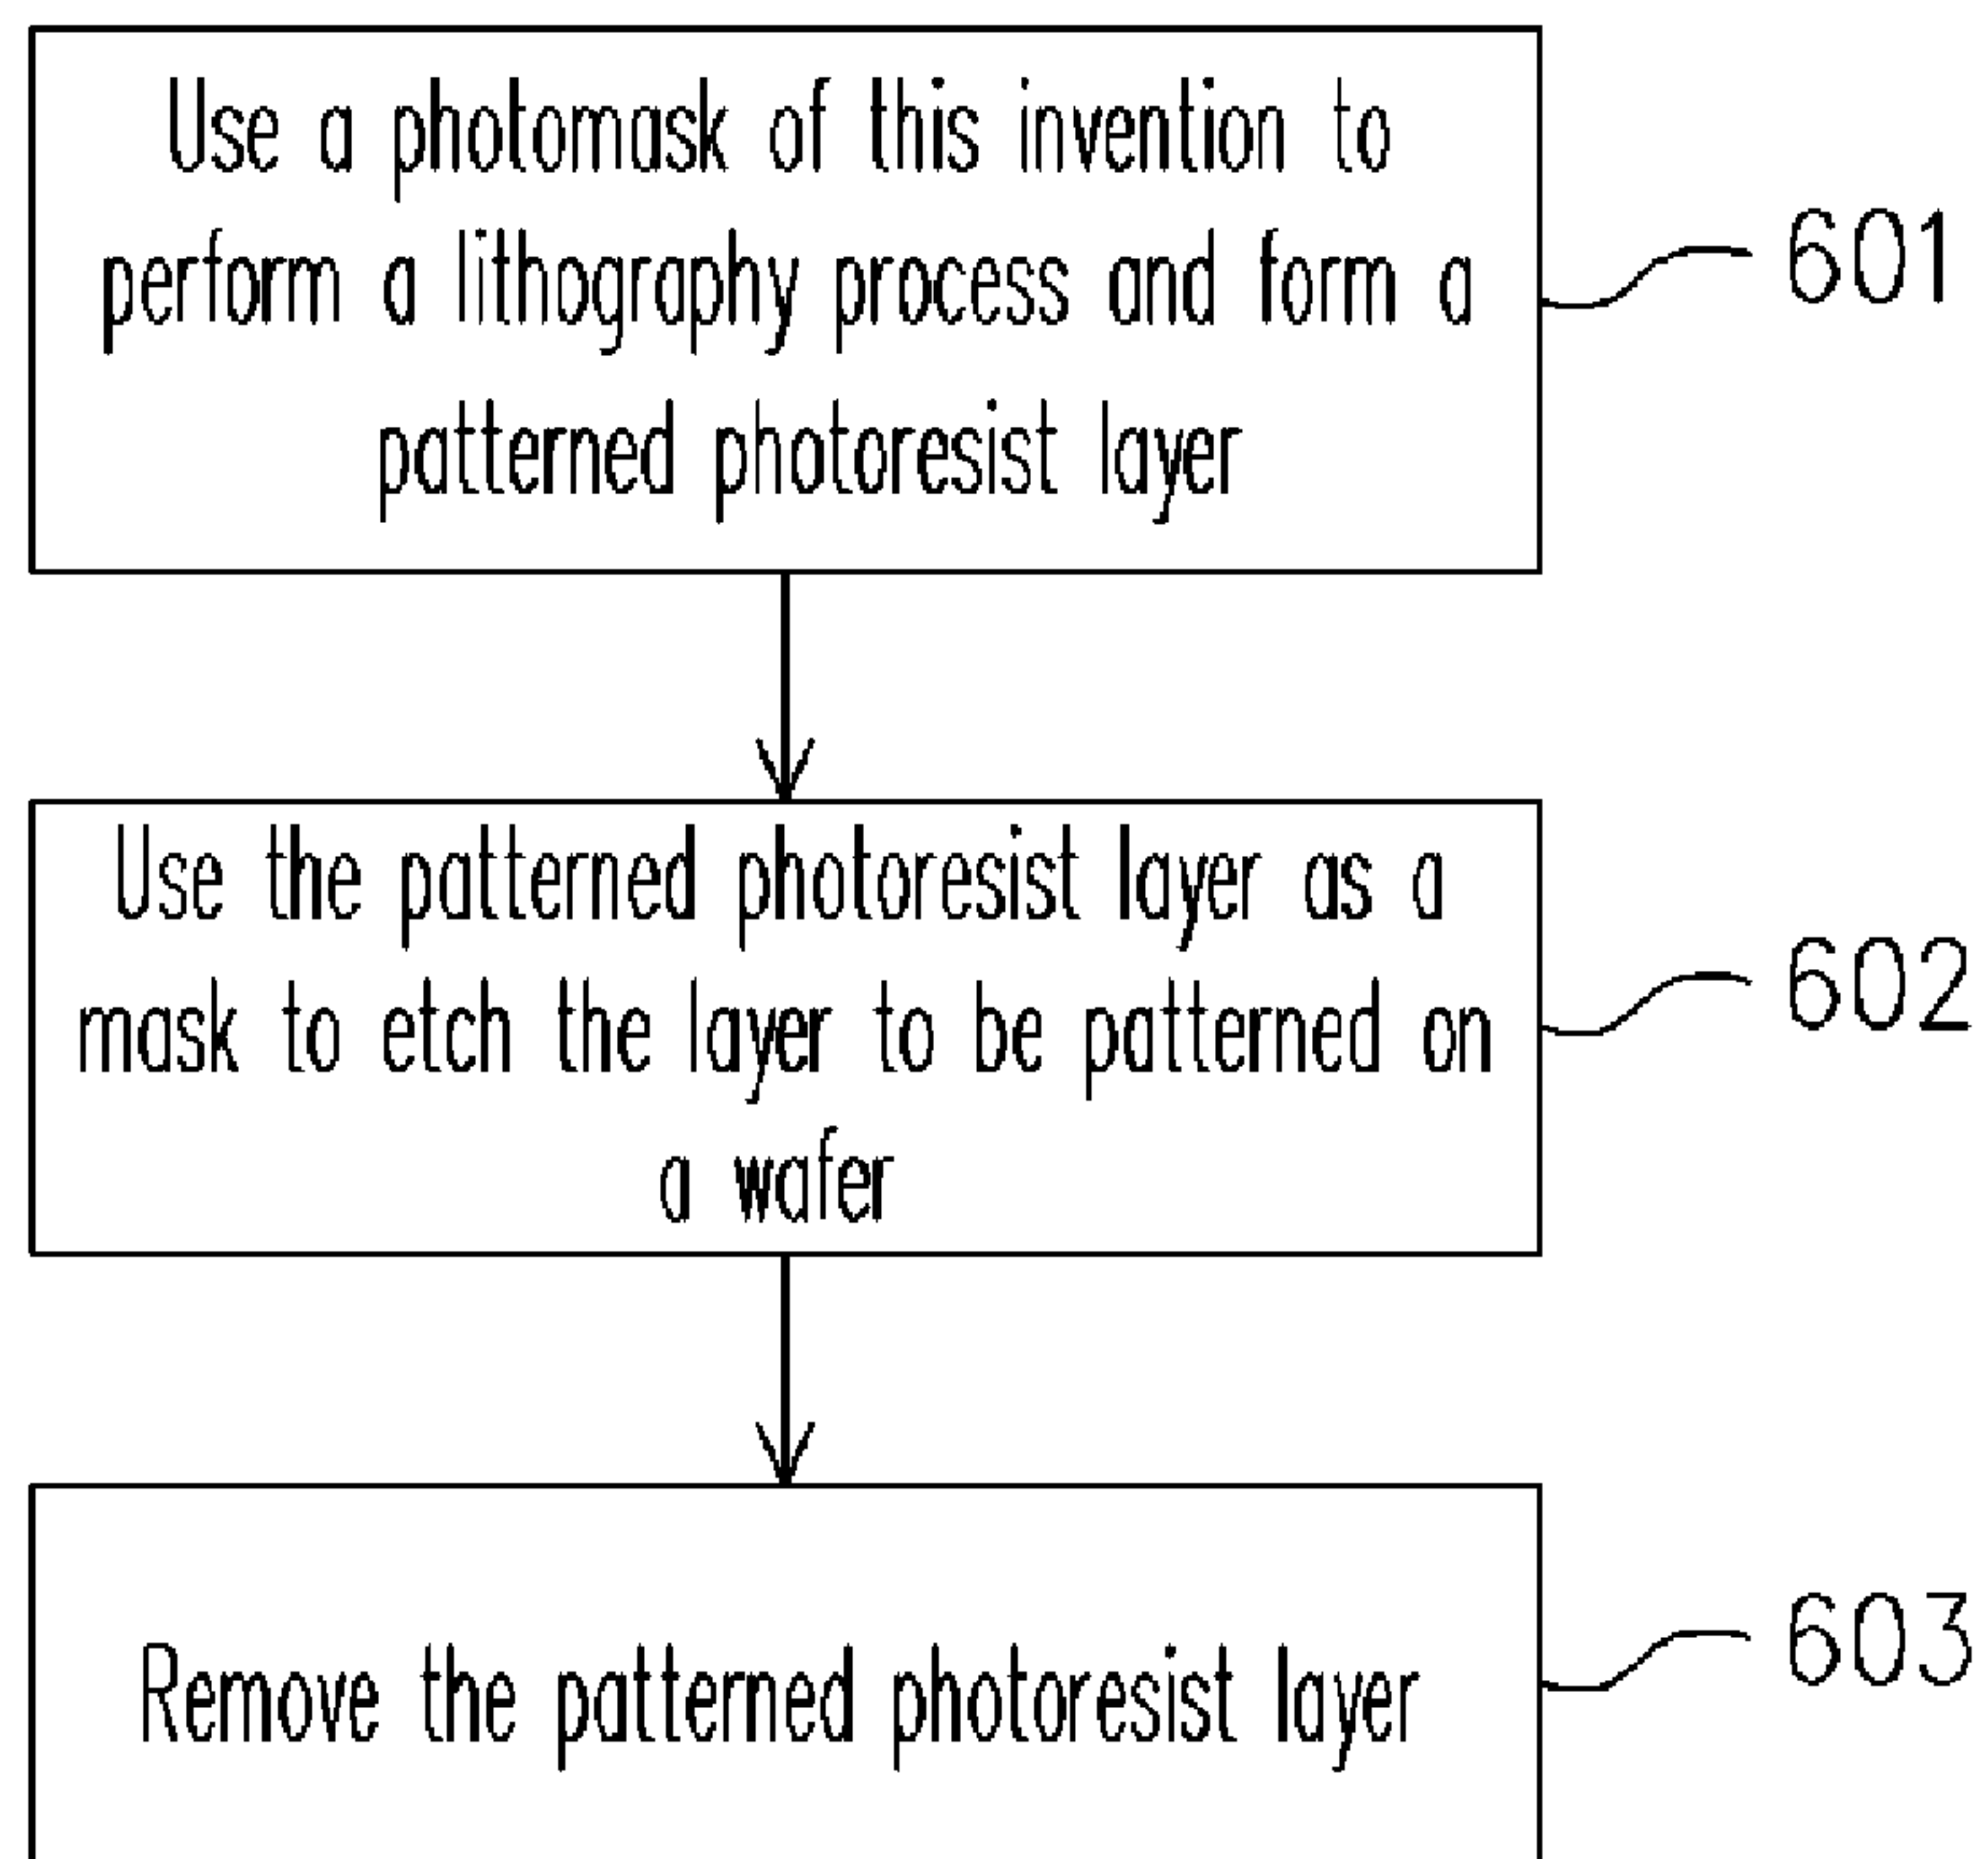 Use a photomask of this invention to
perform a lithography process and form a
patterned photoresist layer
601
Use the patterned photoresist layer as a
mask to etch the layer to be patterned on
a wafer
602
Remove the patterned photoresist layer
603